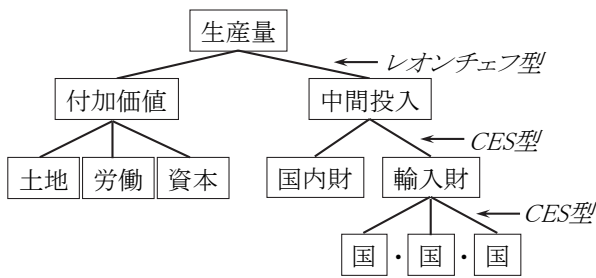 生産量
レオンチェフ型
付加価値 中間投入
CES型
土地 労働 資本 国内財 輸入財
CES型
国・国・国